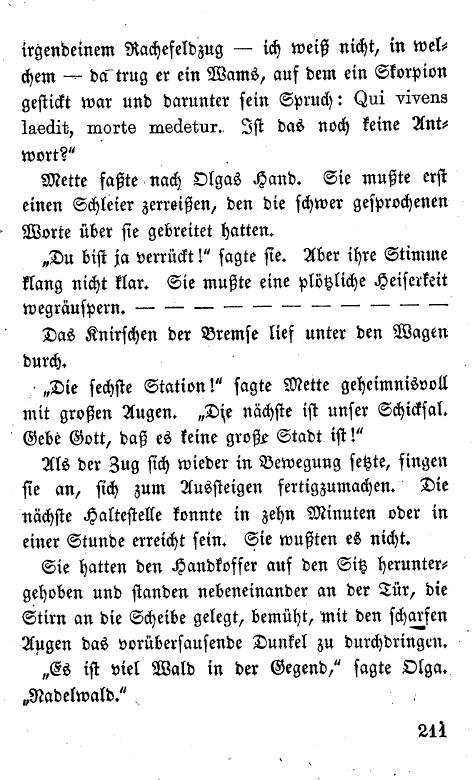 irgendeinem Rachefeldzug — ich weiß nicht, in wel-
chem — da trug er ein Wams, auf dem ein Skorpion
gestickt war und darunter sein Spruch: Qui vivens
laedit, morte medetur. Ist das noch keine Ant-
wort?“
Mette faßte nach Olgas Hand. Sie mußte erst
einen Schleier zerreißen, den die schwer gesprochenen
Worte über sie gebreitet hatten.
„Du bist ja verrückt!“ sagte sie. Aber ihre Stimme
klang nicht klar. Sie mußte eine plötzliche Heiserkeit
wegräuspern. — — — — — — — — — — — —
Das Knirschen der Bremse lief unter den Wagen
durch.
„Die sechste Station!“ sagte Mette geheimnisvoll
mit großen Augen. „Die nächste ist unser Schicksal.
Gebe Gott, daß es keine große Stadt ist!“
Als der Zug sich wieder in Bewegung setzte, fingen
sie an, sich zum Aussteigen fertigzumachen. Die
nächste Haltestelle konnte in zehn Minuten oder in
einer Stunde erreicht sein. Sie wußten es nicht.
Sie hatten den Handkoffer auf den Sitz herunter-
gehoben und standen nebeneinander an der Tür, die
Stirn an die Scheibe gelegt, bemüht, mit den scharfen
Augen das vorübersausende Dunkel zu durchdringen.
„Es ist viel Wald in der Gegend,“ sagte Olga.
„Nadelwald.“
211